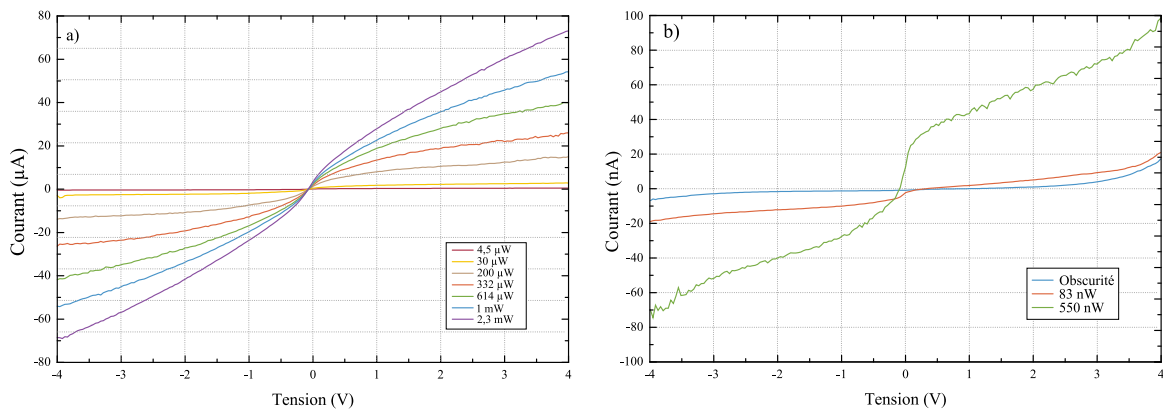 a)
Courant (µA)
80
60
40
20
0
-20
-40
-60
-80
4,5 µW
30 µW
200 µW
332 µW
614 µW
1 mW
2,3 mW
-4 -3 -2 -1 0 1 2 3 4
Tension (V)
b)
Courant (nA)
100
80
60
40
20
0
-20
-40
-60
-80
-100
Obscurité
83 nW
550 nW
-4 -3 -2 -1 0 1 2 3 4
Tension (V)